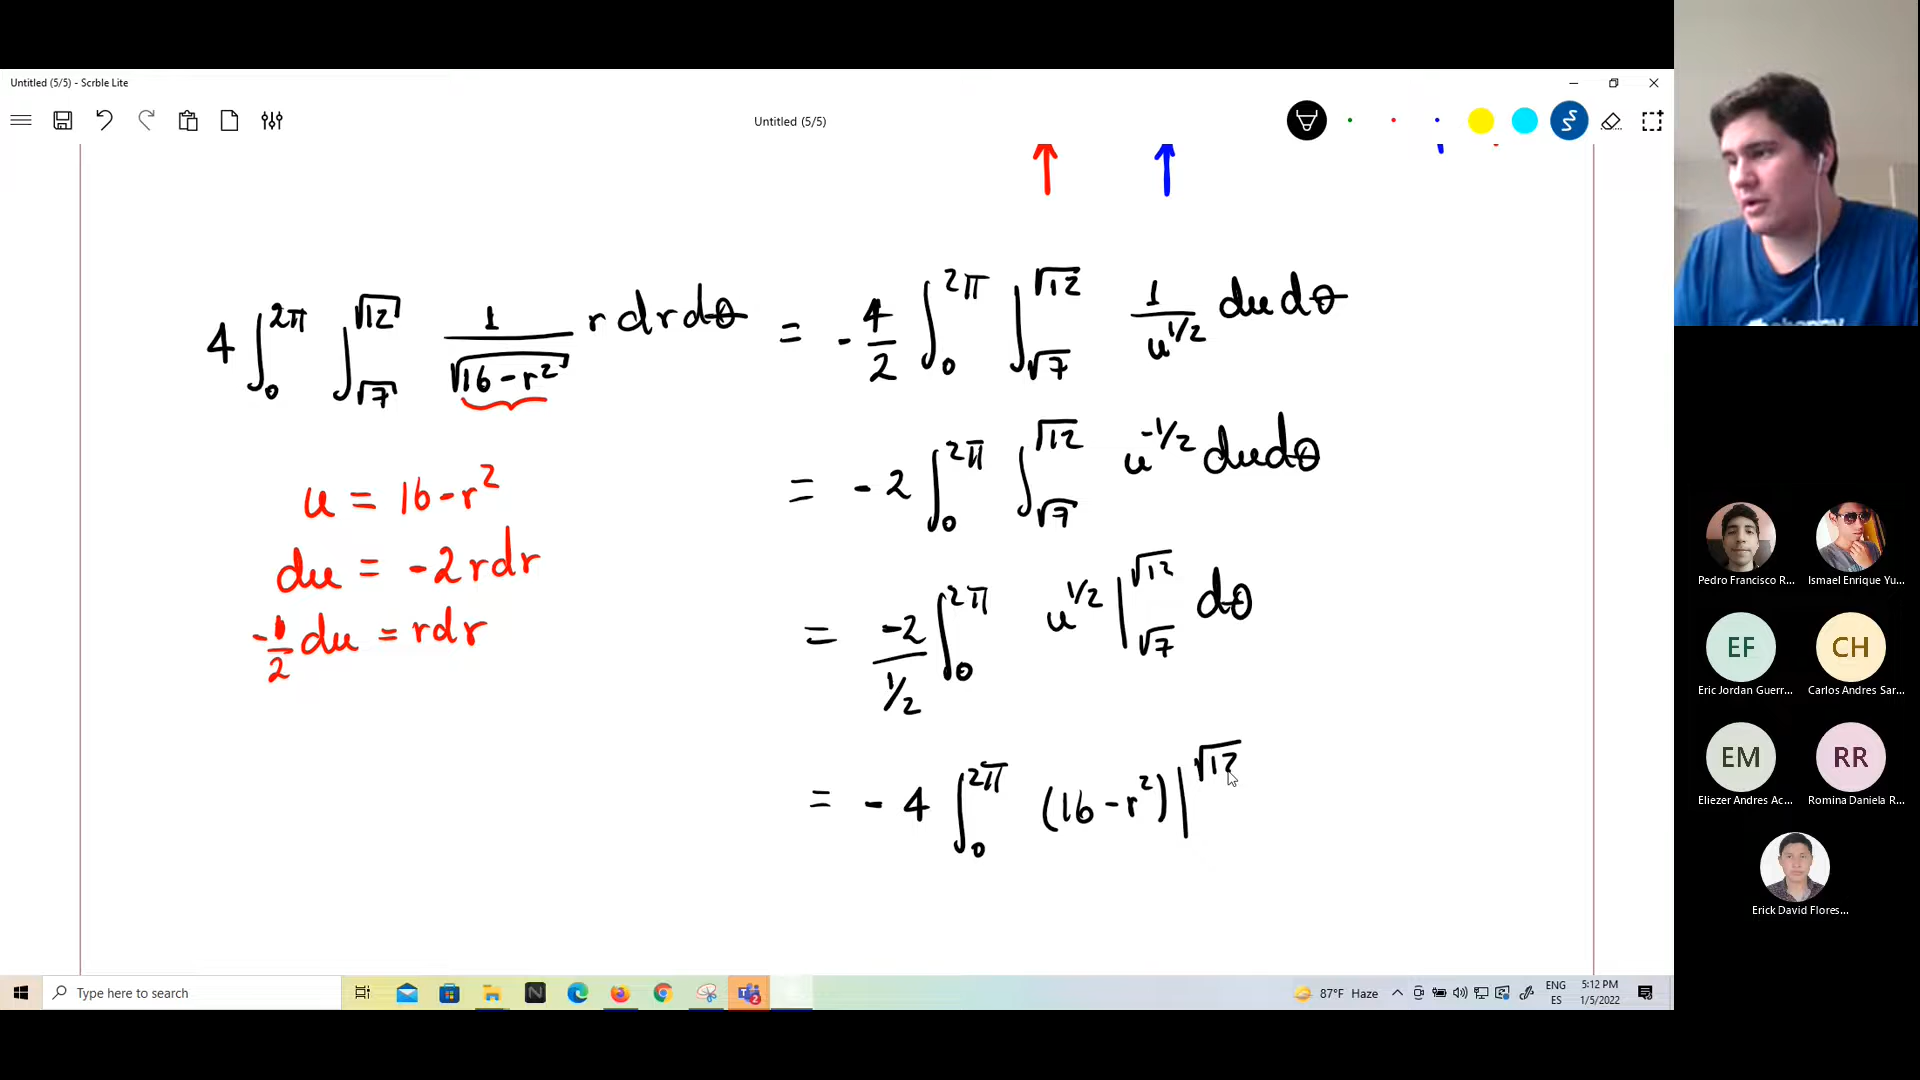 Untitled (5/5) - Scrble Lite
Untitled (5/5)
4 ∫₀^{2π} ∫_{√7}^{√12} 1/√(16-r²) r dr dθ = -4/2 ∫₀^{2π} ∫_{√7}^{√12} 1/u^{1/2} du dθ
= -2 ∫₀^{2π} ∫_{√7}^{√12} u^{-1/2} du dθ
u = 16-r²
du = -2rdr
-1/2 du = rdr
= -2/(1/2) ∫₀^{2π} u^{1/2} |_{√7}^{√12} dθ
= -4 ∫₀^{2π} (16-r²) |^{√12}
Pedro Francisco R...
Ismael Enrique Yu...
EF
CH
Eric Jordan Guerr...
Carlos Andres Sar...
EM
RR
Eliezer Andres Ac...
Romina Daniela R...
Erick David Flores...
Type here to search
N
2
87°F Haze
ENG
ES
5:12 PM
1/5/2022